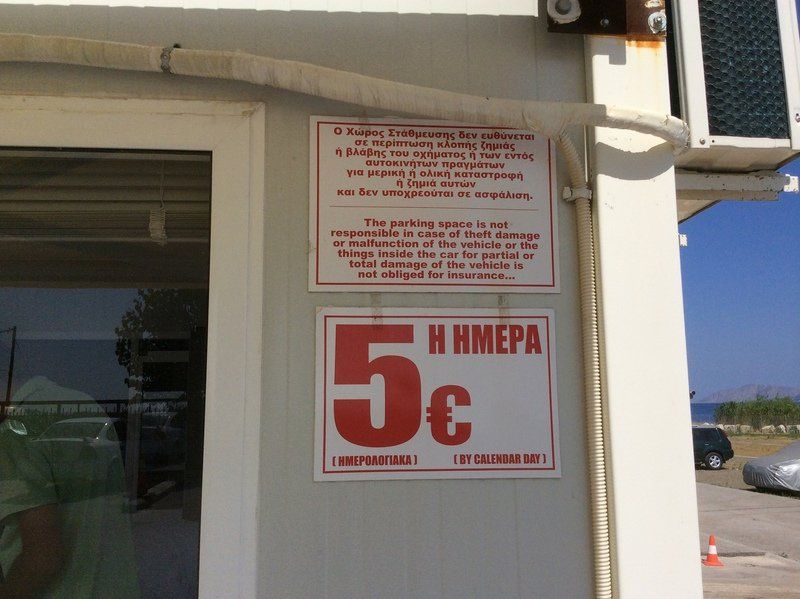 Ο Χώρος Στάθμευσης δεν ευθύνεται
σε περίπτωση κλοπής ζημιάς
ή βλάβης του οχήματος ή των εντός
αυτοκινήτων πραγμάτων
για μερική ή ολική καταστροφή
ή ζημιά αυτών
και δεν υποχρεούται σε ασφάλιση.
The parking space is not
responsible in case of theft damage
or malfunction of the vehicle or the
things inside the car for partial or
total damage of the vehicle is
not obliged for insurance...
5€ Η ΗΜΕΡΑ
( ΗΜΕΡΟΛΟΓΙΑΚΑ ) ( BY CALENDAR DAY )